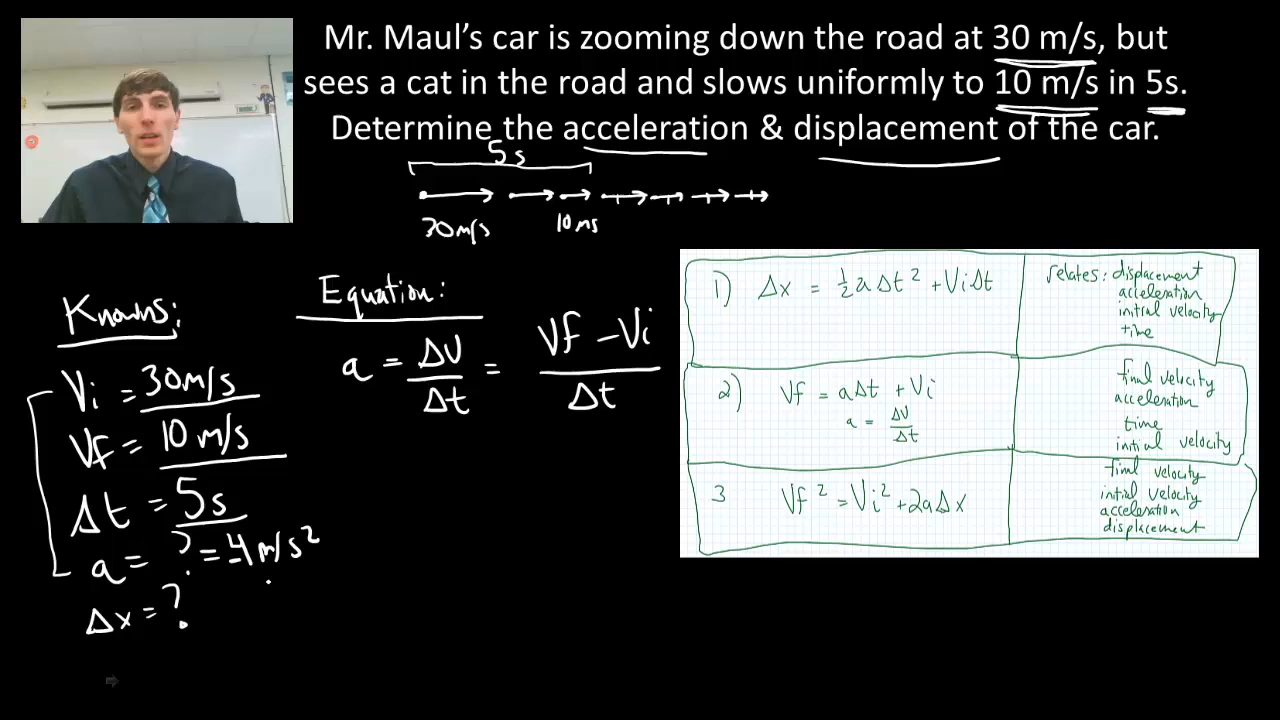 Mr. Maul's car is zooming down the road at 30 m/s, but
sees a cat in the road and slows uniformly to 10 m/s in 5s.
Determine the acceleration & displacement of the car.
5s
30m/s 10ms
Knowns:
Vi = 30m/s
Vf = 10 m/s
Δt = 5s
a = ? = -4 m/s²
Δx = ?
Equation:
a = ΔV/Δt = Vf - Vi/Δt
1) Δx = ½ a Δt² + Vi Δt
relates: displacement
acceleration
initial velocity
time
2) Vf = aΔt + Vi
a = ΔV/Δt
final velocity
acceleration
time
initial velocity
3 Vf² = Vi² + 2aΔx
final velocity
initial velocity
acceleration
displacement